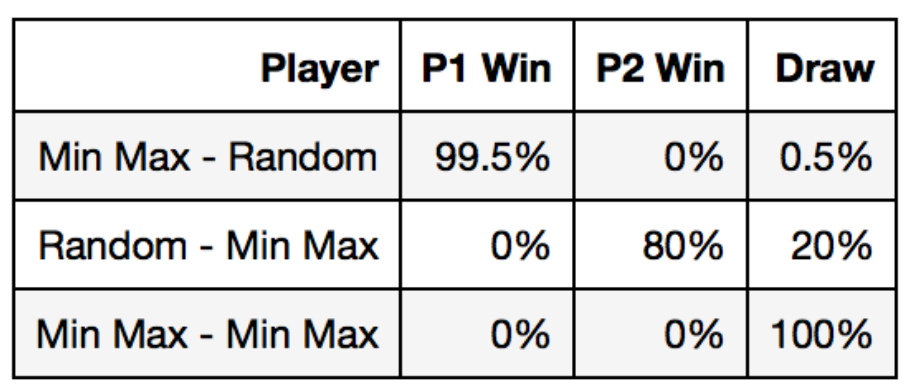 Player P1 Win P2 Win Draw
Min Max - Random 99.5% 0% 0.5%
Random - Min Max 0% 80% 20%
Min Max - Min Max 0% 0% 100%